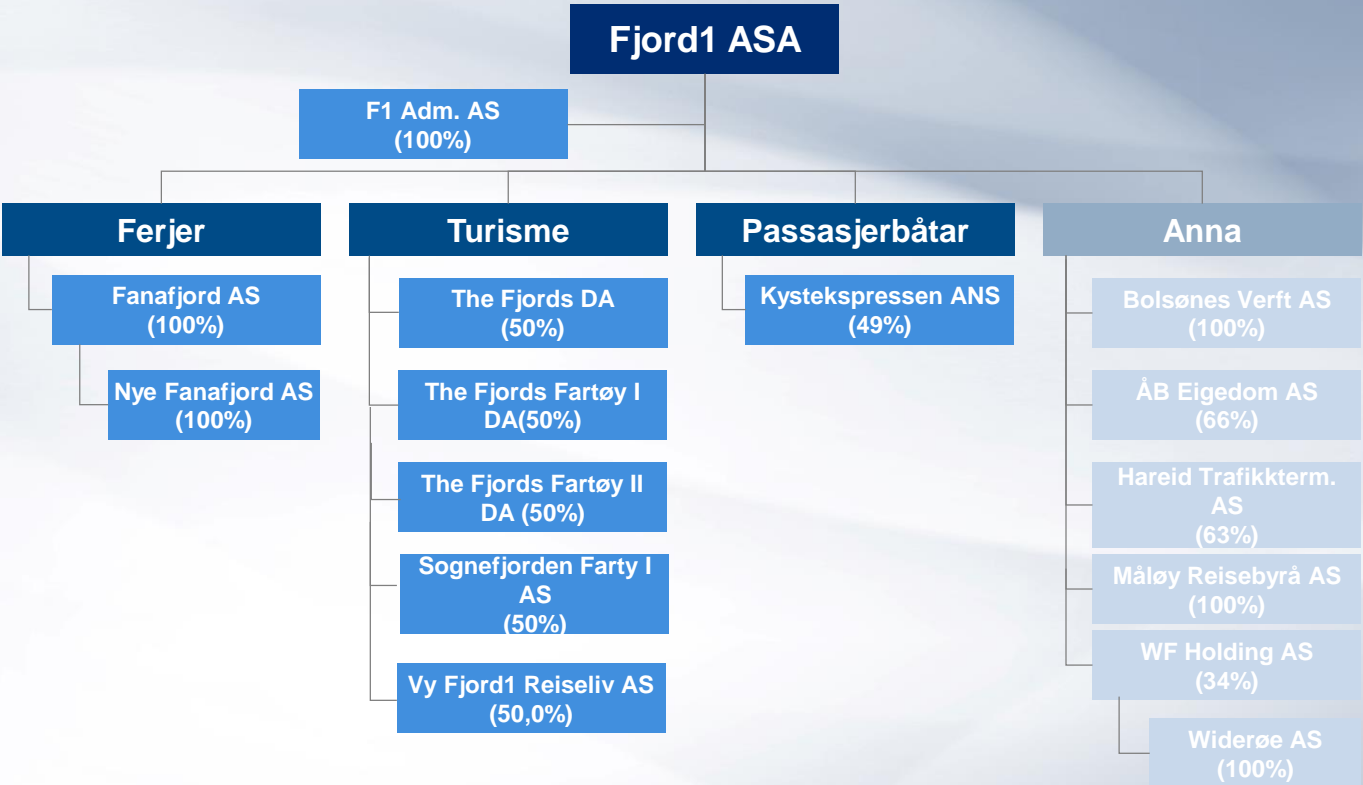 Fjord1 ASA
F1 Adm. AS
(100%)
Ferjer
Fanafjord AS
(100%)
Nye Fanafjord AS
(100%)
Turisme
The Fjords DA
(50%)
The Fjords Fartøy I
DA(50%)
The Fjords Fartøy II
DA (50%)
Sognefjorden Farty I
AS
(50%)
Vy Fjord1 Reiseliv AS
(50,0%)
Passasjerbåtar
Kystekspressen ANS
(49%)
Anna
Bolsønes Verft AS
(100%)
ÅB Eigedom AS
(66%)
Hareid Trafikkterm.
AS
(63%)
Måløy Reisebyrå AS
(100%)
WF Holding AS
(34%)
Widerøe AS
(100%)